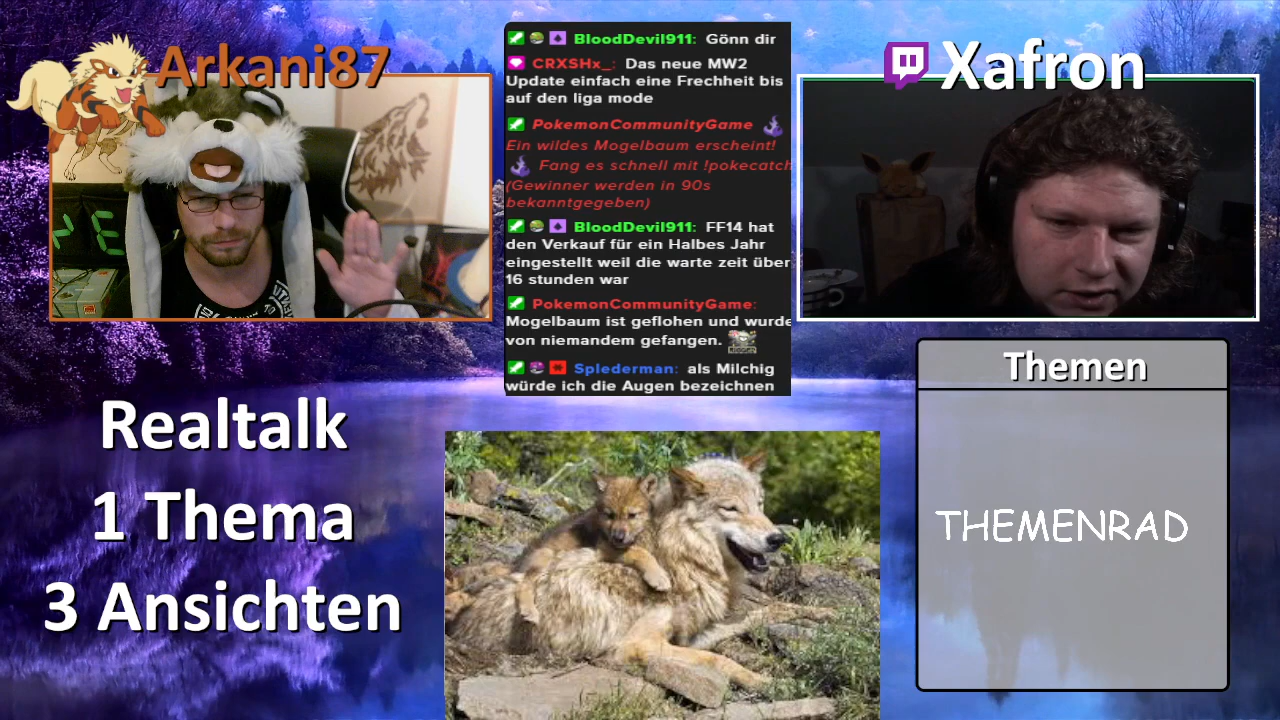 Arkani87
BloodDevil911: Gönn dir
CRXSHx_: Das neue MW2
Update einfach eine Frechheit bis
auf den liga mode
PokemonCommunityGame
Ein wildes Mogelbaum erscheint!
Fang es schnell mit !pokecatch
(Gewinner werden in 90s
bekanntgegeben)
BloodDevil911: FF14 hat
den Verkauf für ein Halbes Jahr
eingestellt weil die warte zeit über
16 stunden war
PokemonCommunityGame:
Mogelbaum ist geflohen und wurde
von niemandem gefangen.
Splederman: als Milchig
würde ich die Augen bezeichnen
Xafron
Themen
THEMENRAD
Realtalk
1 Thema
3 Ansichten